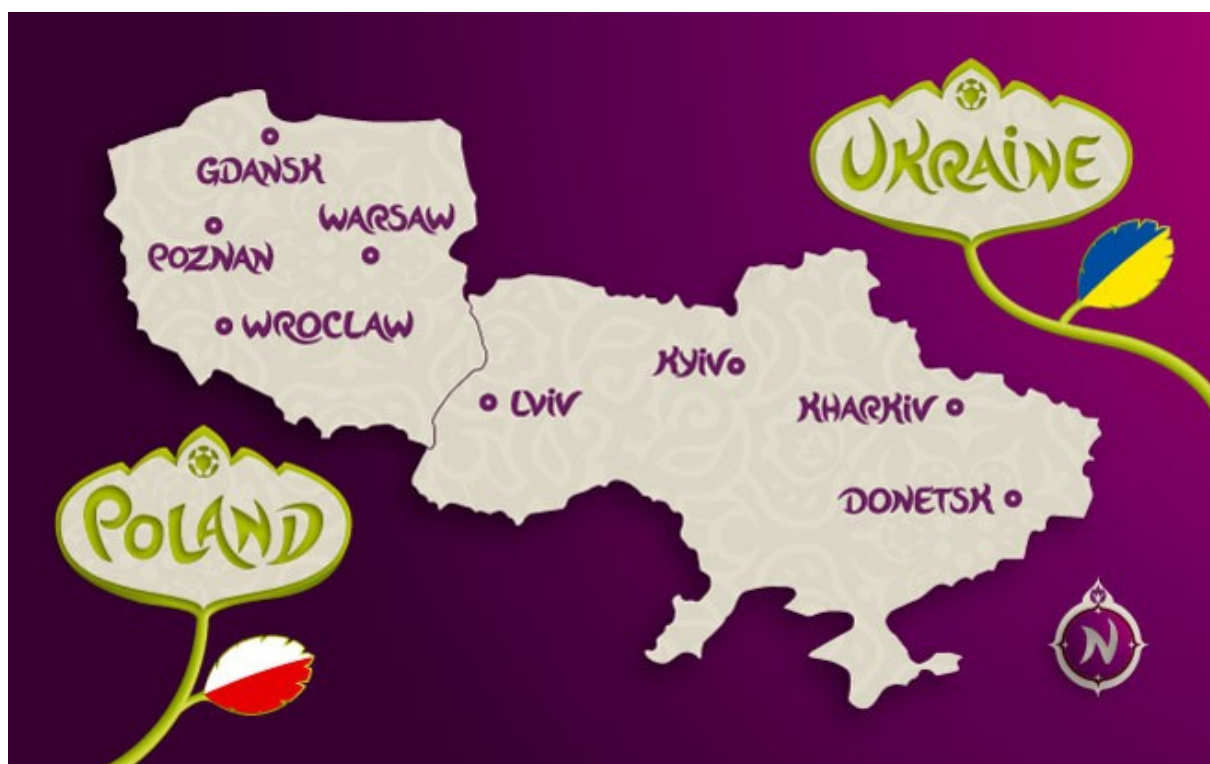 UKRAiNE
GDANSK
WARSAW
POZNAN
WROCLAW
KYiV
LViV
KHARKiV
DONETSK
POLAND
N